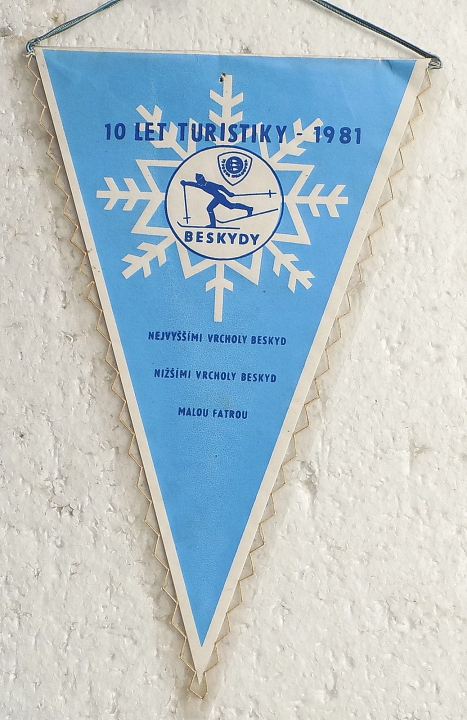 10 LET TURISTIKY - 1981
BESKYDY
NEJVYŠŠÍMI VRCHOLY BESKYD
NIŽŠÍMI VRCHOLY BESKYD
MALOU FATROU